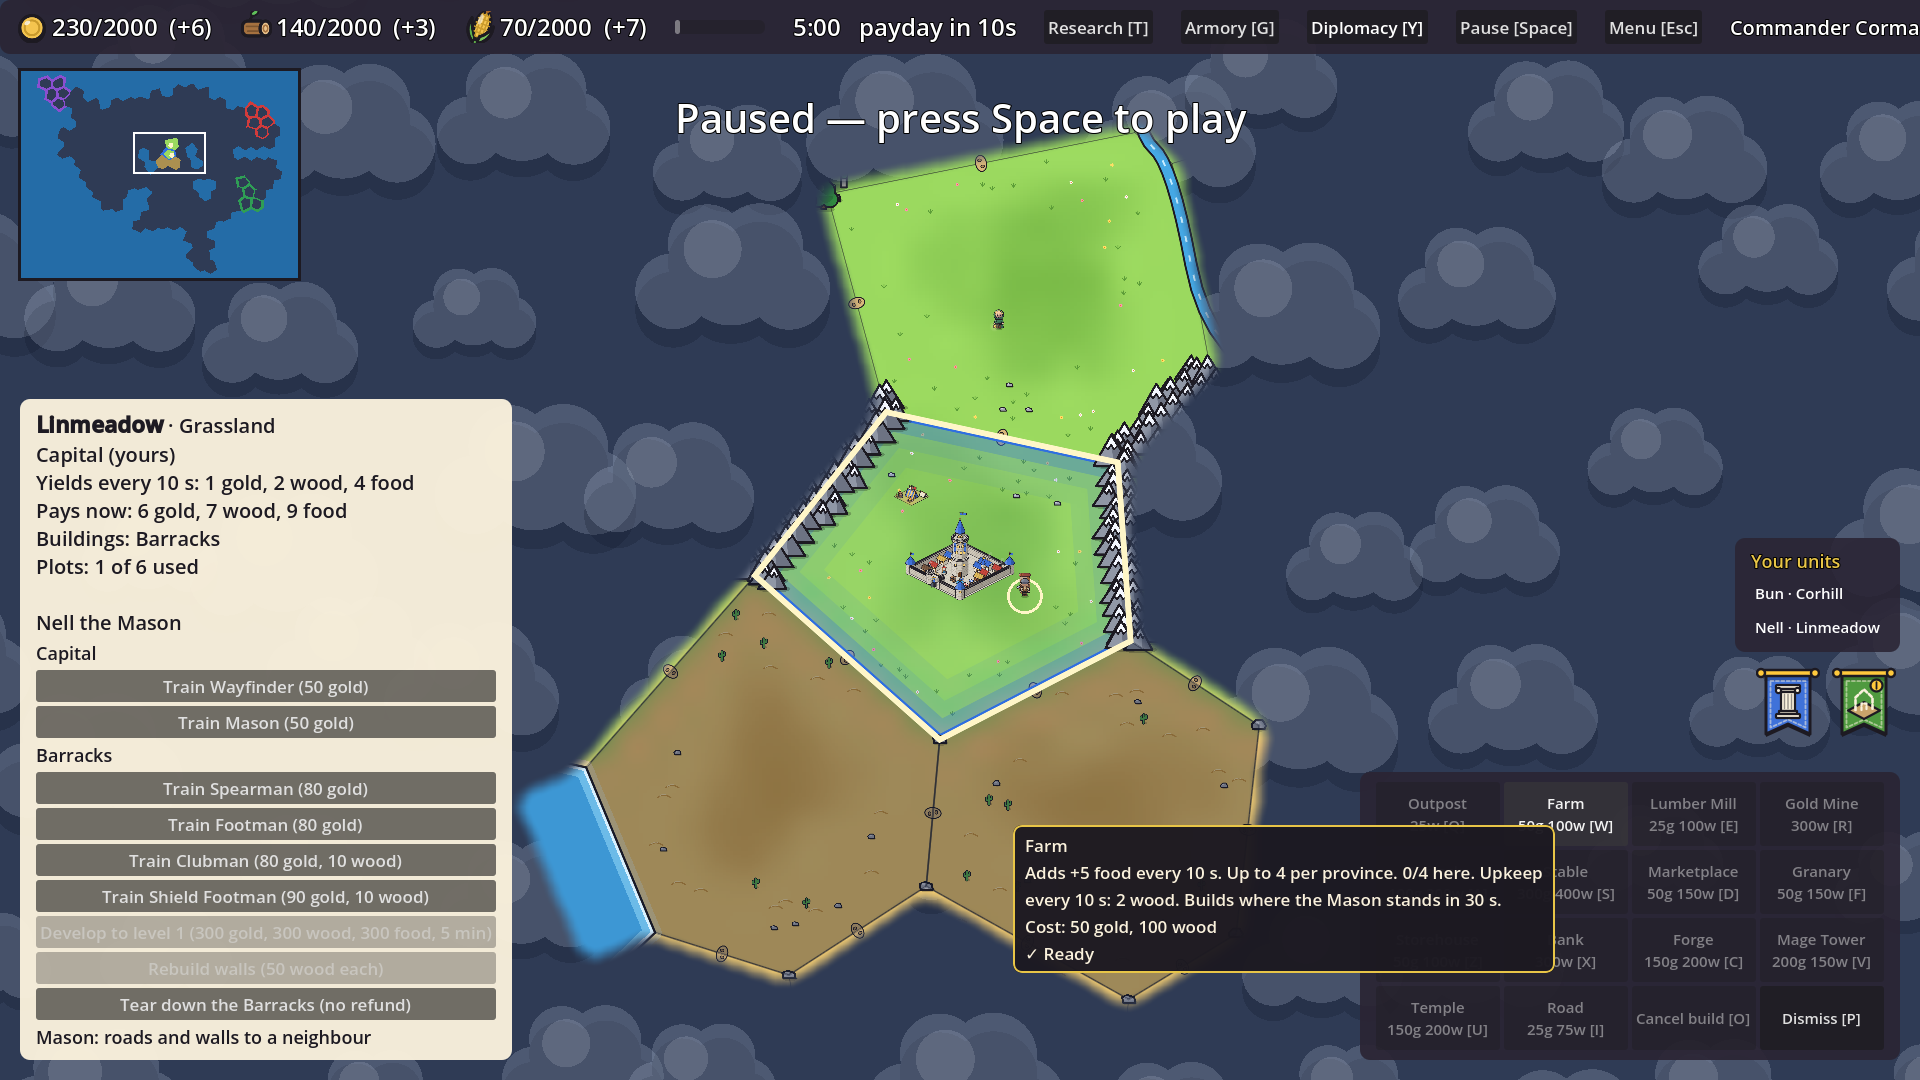 230/2000 (+6)
140/2000 (+3)
70/2000 (+7)
5:00 payday in 10s
Research [T]
Armory [G]
Diplomacy [Y]
Pause [Space]
Menu [Esc]
Commander Corma
Paused — press Space to play
Linmeadow · Grassland
Capital (yours)
Yields every 10 s: 1 gold, 2 wood, 4 food
Pays now: 6 gold, 7 wood, 9 food
Buildings: Barracks
Plots: 1 of 6 used
Nell the Mason
Capital
Train Wayfinder (50 gold)
Train Mason (50 gold)
Barracks
Train Spearman (80 gold)
Train Footman (80 gold)
Train Clubman (80 gold, 10 wood)
Train Shield Footman (90 gold, 10 wood)
Develop to level 1 (300 gold, 300 wood, 300 food, 5 min)
Rebuild walls (50 wood each)
Tear down the Barracks (no refund)
Mason: roads and walls to a neighbour
Your units
Bun · Corhill
Nell · Linmeadow
Outpost
Farm
100w [W]
Lumber Mill
25g 100w [E]
Gold Mine
300w [R]
400w [S]
Marketplace
50g 150w [D]
Granary
50g 150w [F]
[X]
Forge
150g 200w [C]
Mage Tower
200g 150w [V]
Temple
150g 200w [U]
Road
25g 75w [I]
Cancel build [O]
Dismiss [P]
Farm
Adds +5 food every 10 s. Up to 4 per province. 0/4 here. Upkeep
every 10 s: 2 wood. Builds where the Mason stands in 30 s.
Cost: 50 gold, 100 wood
✓ Ready